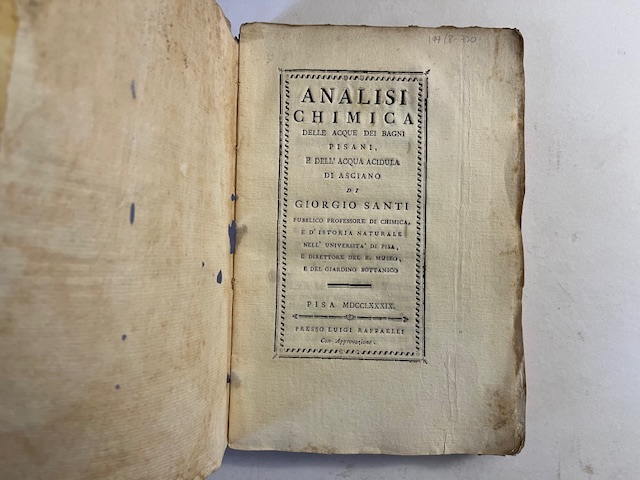 ANALISI
CHIMICA
DELLE ACQUE DEI BAGNI
PISANI,
E DELL' ACQUA ACIDULA
DI ASCIANO
DI
GIORGIO SANTI
PUBBLICO PROFESSORE DI CHIMICA,
E D' ISTORIA NATURALE
NELL' UNIVERSITA' DI PISA,
E DIRETTORE DEL R. MUSEO,
E DEL GIARDINO BOTTANICO
PISA MDCCLXXXIX.
PRESSO LUIGI RAFFAELLI
Con Approvazione.